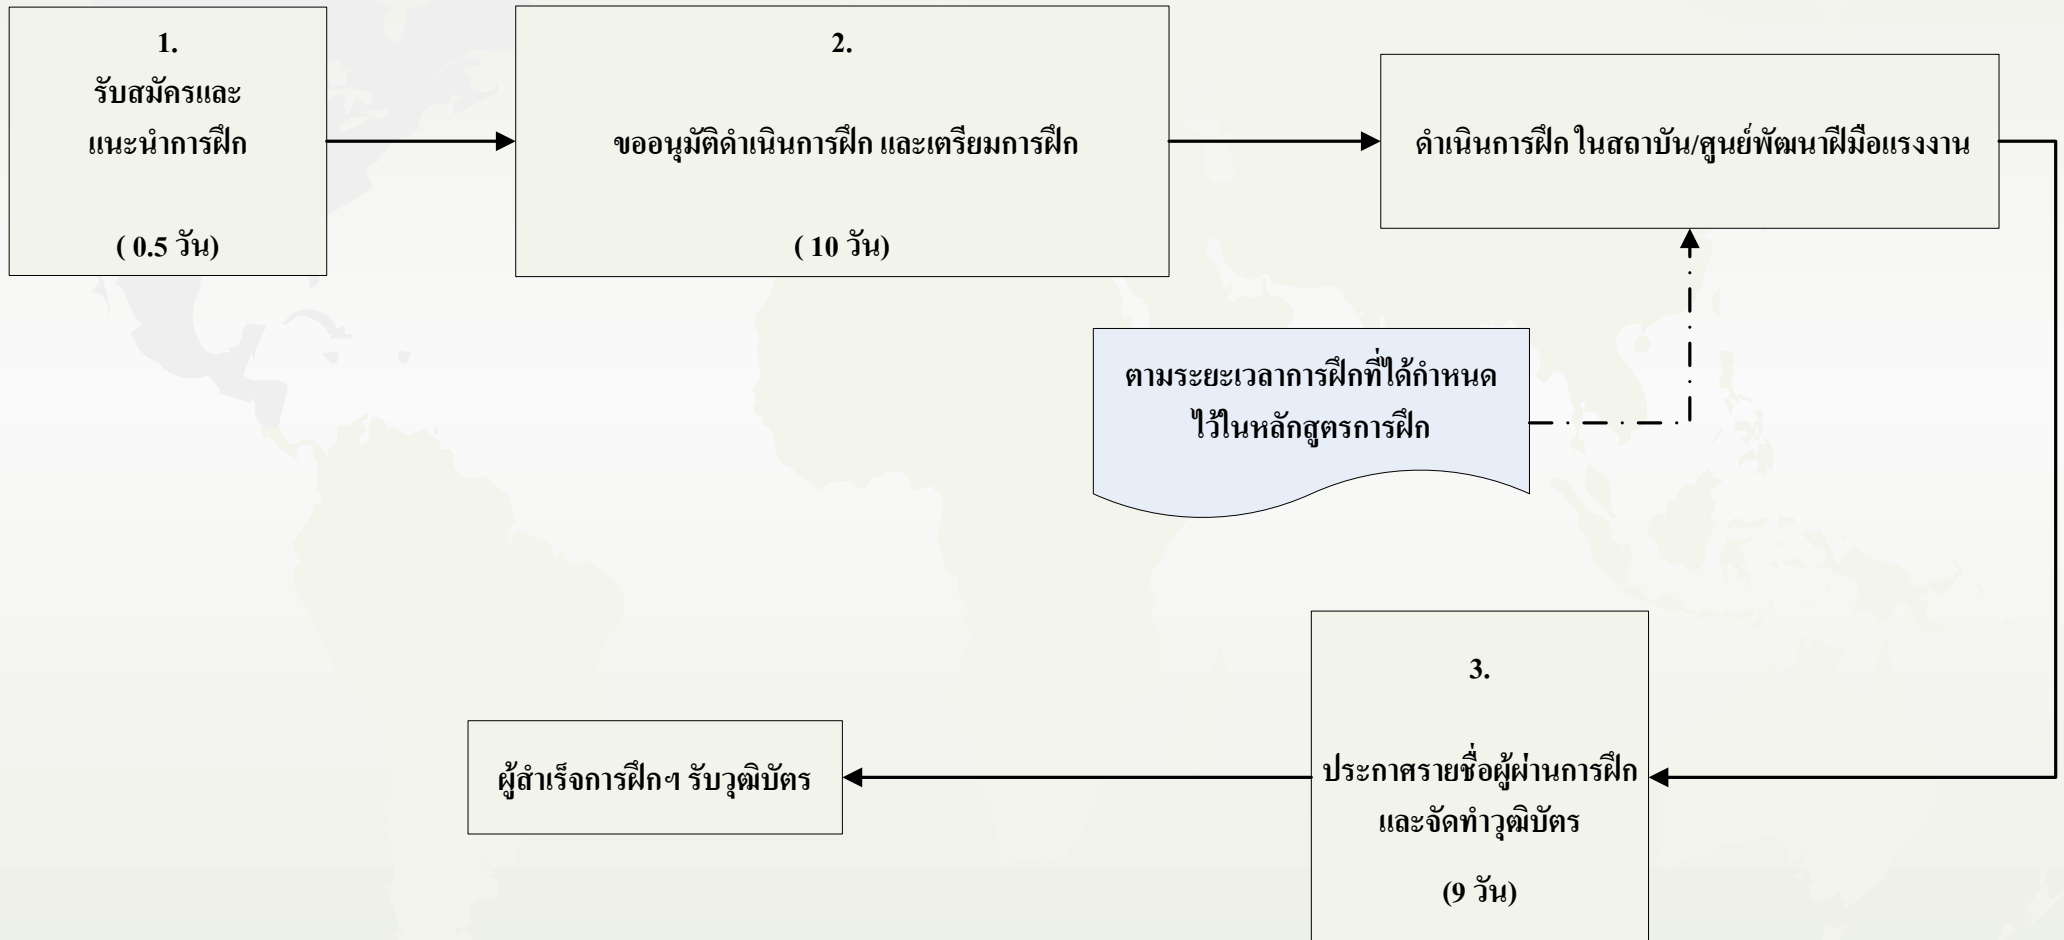 1.
รับสมัครและ
แนะนำการฝึก
( 0.5 วัน)
2.
ขออนุมัติดำเนินการฝึก และเตรียมการฝึก
( 10 วัน)
ดำเนินการฝึก ในสถาบัน/ศูนย์พัฒนาฝีมือแรงงาน
ตามระยะเวลาการฝึกที่ได้กำหนด
ไว้ในหลักสูตรการฝึก
3.
ประกาศรายชื่อผู้ผ่านการฝึก
และจัดทำวุฒิบัตร
(9 วัน)
ผู้สำเร็จการฝึกฯ รับวุฒิบัตร